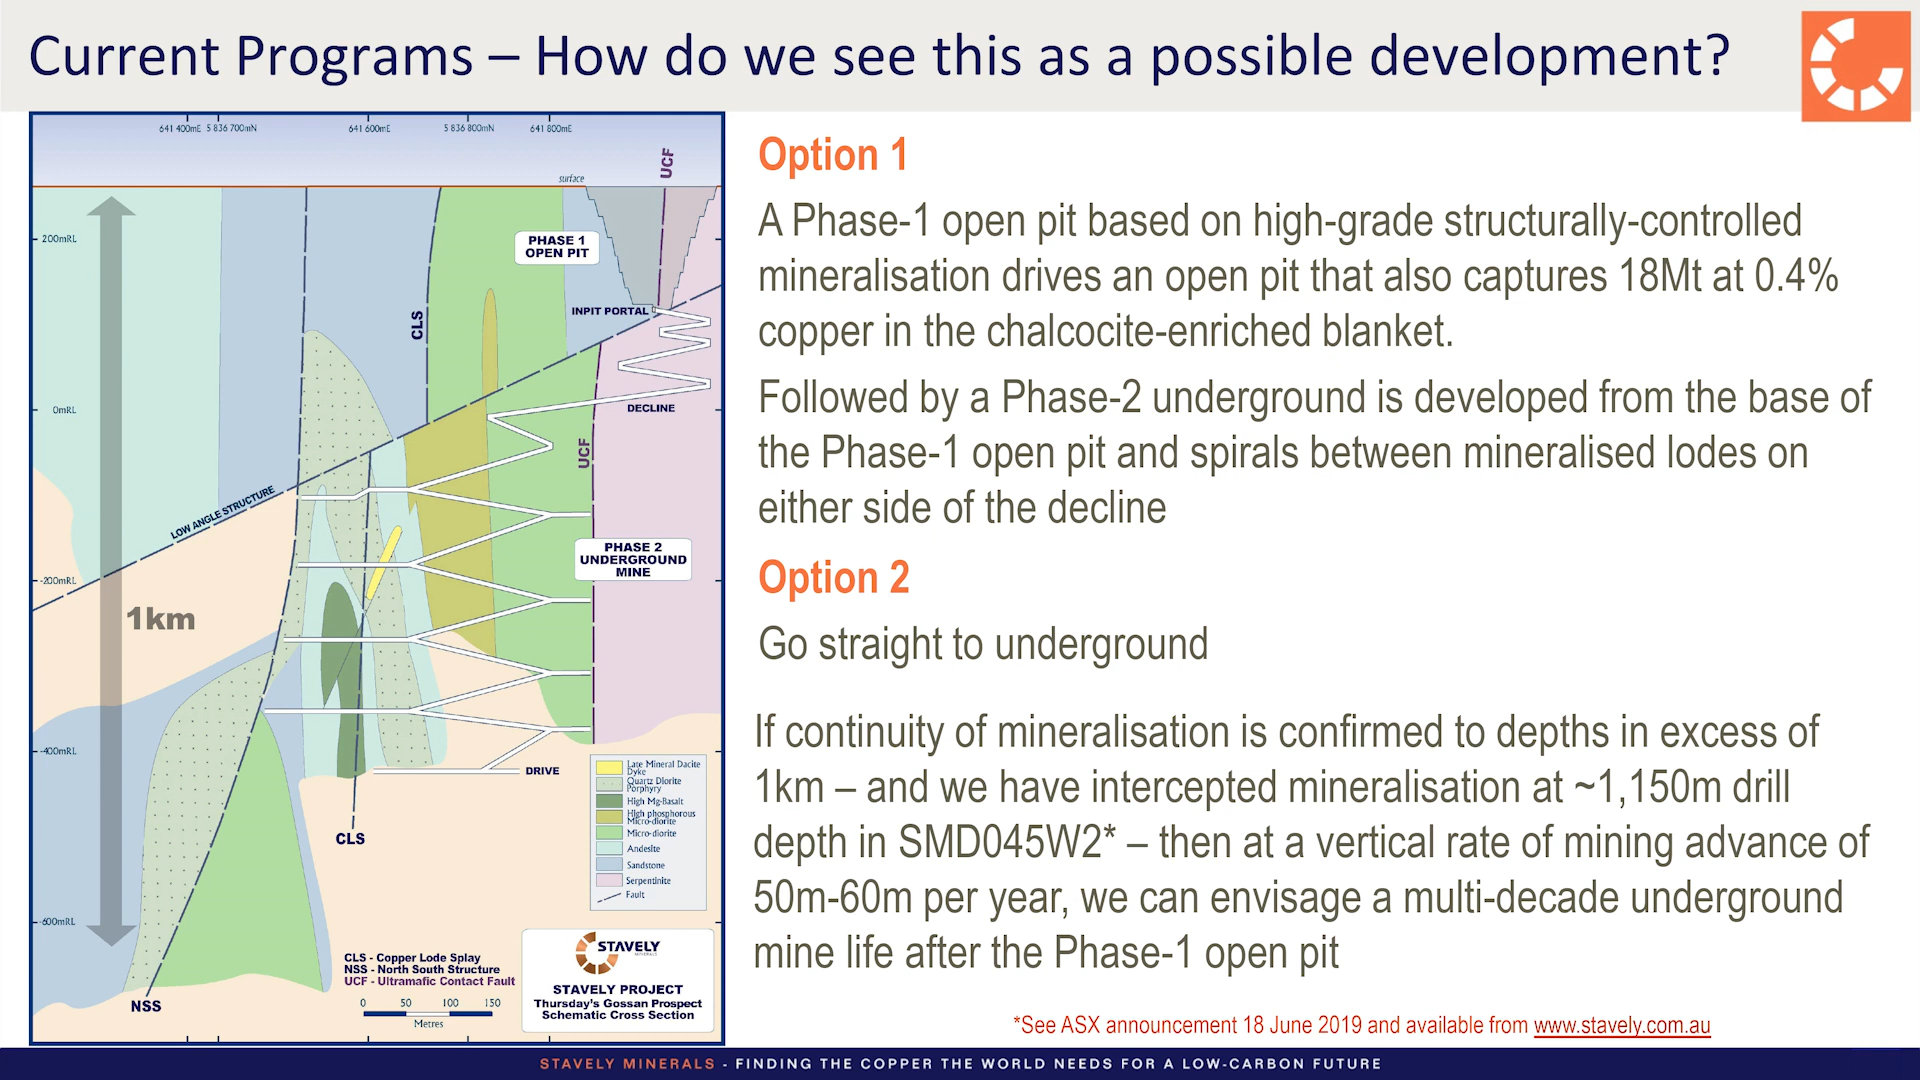 Current Programs – How do we see this as a possible development?
641 400mE 5 836 700mN 641 600mE 5 836 800mN 641 800mE
UCF
surface
200mRL
PHASE 1
OPEN PIT
INPIT PORTAL
CLS
0mRL
DECLINE
UCF
LOW ANGLE STRUCTURE
PHASE 2
UNDERGROUND
MINE
-200mRL
1km
-400mRL
DRIVE
CLS
-600mRL
NSS
Late Mineral Dacite
Dyke
Quartz Diorite
Porphyry
High Mg-Basalt
High phosphorous
Micro-diorite
Micro-diorite
Andesite
Sandstone
Serpentinite
Fault
CLS - Copper Lode Splay
NSS - North South Structure
UCF - Ultramafic Contact Fault
0 50 100 150
Metres
STAVELY
MINERALS
STAVELY PROJECT
Thursday's Gossan Prospect
Schematic Cross Section
Option 1
A Phase-1 open pit based on high-grade structurally-controlled
mineralisation drives an open pit that also captures 18Mt at 0.4%
copper in the chalcocite-enriched blanket.
Followed by a Phase-2 underground is developed from the base of
the Phase-1 open pit and spirals between mineralised lodes on
either side of the decline
Option 2
Go straight to underground
If continuity of mineralisation is confirmed to depths in excess of
1km – and we have intercepted mineralisation at ~1,150m drill
depth in SMD045W2* – then at a vertical rate of mining advance of
50m-60m per year, we can envisage a multi-decade underground
mine life after the Phase-1 open pit
*See ASX announcement 18 June 2019 and available from www.stavely.com.au
STAVELY MINERALS - FINDING THE COPPER THE WORLD NEEDS FOR A LOW-CARBON FUTURE